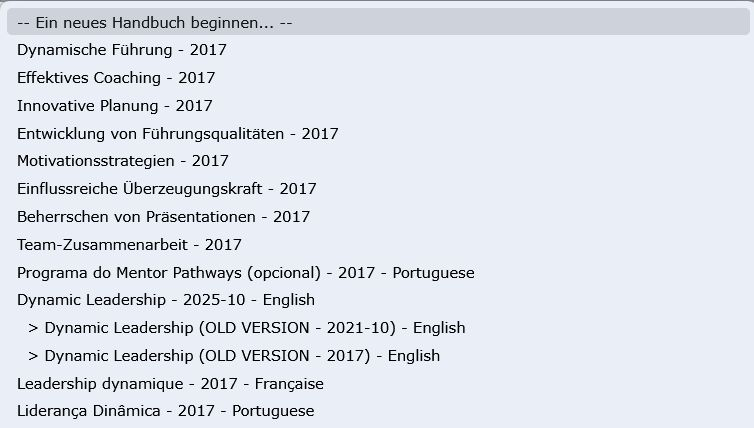 -- Ein neues Handbuch beginnen... --
Dynamische Führung - 2017
Effektives Coaching - 2017
Innovative Planung - 2017
Entwicklung von Führungsqualitäten - 2017
Motivationsstrategien - 2017
Einflussreiche Überzeugungskraft - 2017
Beherrschen von Präsentationen - 2017
Team-Zusammenarbeit - 2017
Programa do Mentor Pathways (opcional) - 2017 - Portuguese
Dynamic Leadership - 2025-10 - English
> Dynamic Leadership (OLD VERSION - 2021-10) - English
> Dynamic Leadership (OLD VERSION - 2017) - English
Leadership dynamique - 2017 - Française
Liderança Dinâmica - 2017 - Portuguese